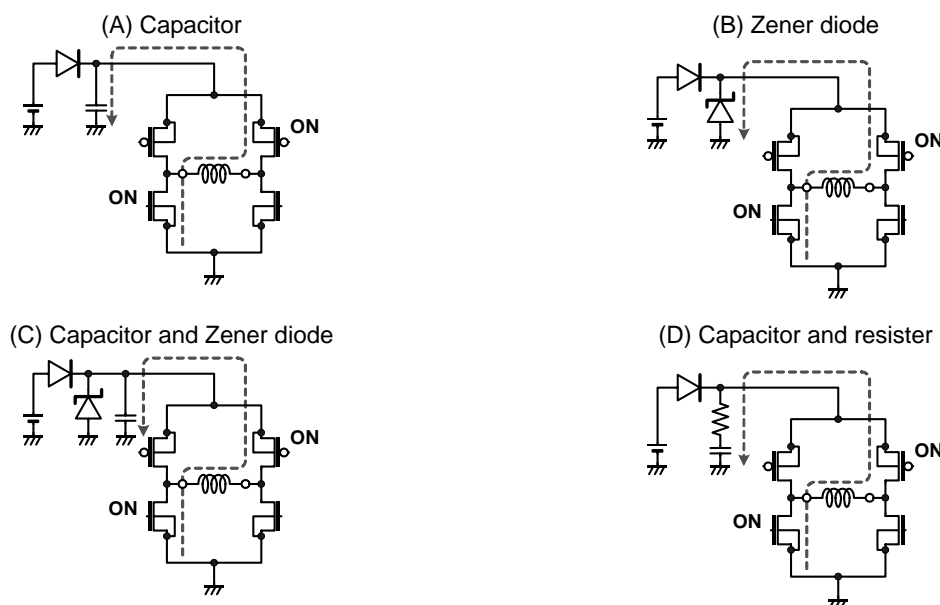 (A) Capacitor
ON
ON
(B) Zener diode
ON
ON
(C) Capacitor and Zener diode
ON
ON
(D) Capacitor and resister
ON
ON